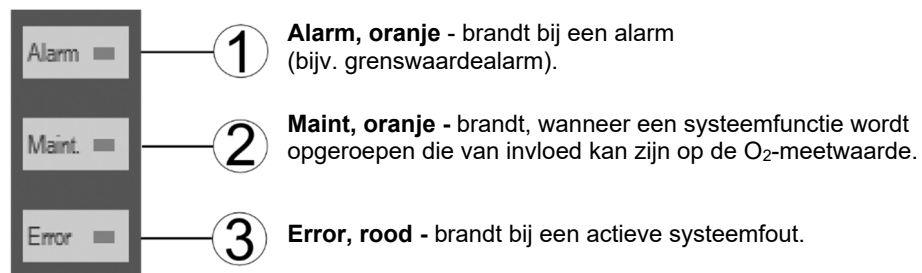 Alarm
1
Alarm, oranje - brandt bij een alarm
(bijv. grenswaardealarm).
Maint.
2
Maint, oranje - brandt, wanneer een systeemfunctie wordt
opgeroepen die van invloed kan zijn op de O₂-meetwaarde.
Error
3
Error, rood - brandt bij een actieve systeemfout.